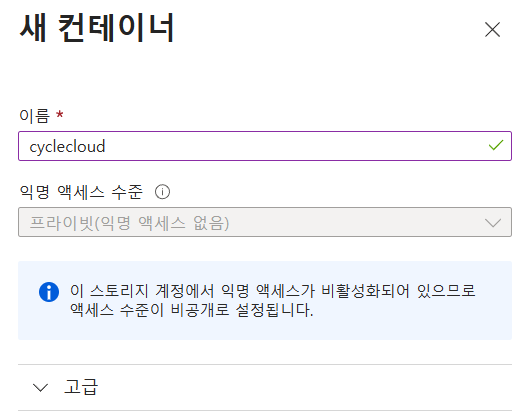 새 컨테이너
이름 *
cyclecloud
익명 액세스 수준
프라이빗(익명 액세스 없음)
이 스토리지 계정에서 익명 액세스가 비활성화되어 있으므로
액세스 수준이 비공개로 설정됩니다.
고급